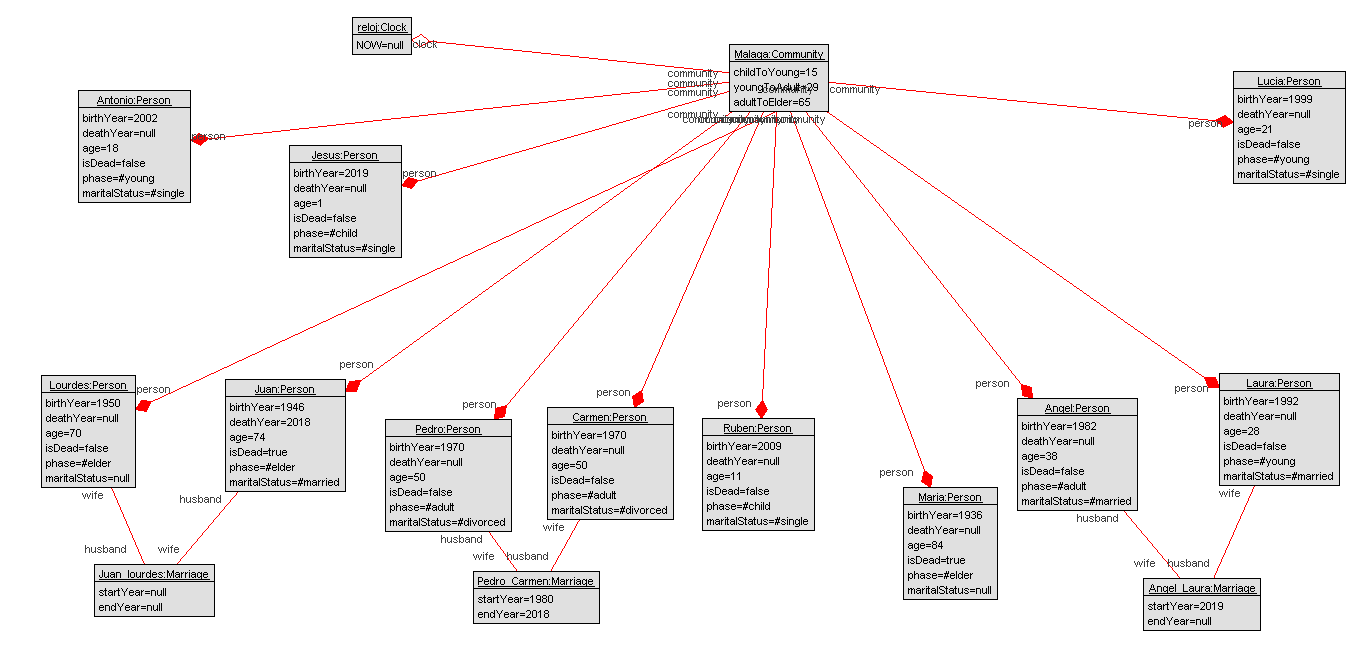 reloj:Clock
NOW=null
clock
Malaga:Community
childToYoung=15
youngToAdult=29
adultToElder=65
community
community
community
community
community
community
community
person
Antonio:Person
birthYear=2002
deathYear=null
age=18
isDead=false
phase=#young
maritalStatus=#single
person
Jesus:Person
birthYear=2019
deathYear=null
age=1
isDead=false
phase=#child
maritalStatus=#single
person
Lucia:Person
birthYear=1999
deathYear=null
age=21
isDead=false
phase=#young
maritalStatus=#single
person
Lourdes:Person
birthYear=1950
deathYear=null
age=70
isDead=false
phase=#elder
maritalStatus=null
person
Juan:Person
birthYear=1946
deathYear=2018
age=74
isDead=true
phase=#elder
maritalStatus=#married
person
Pedro:Person
birthYear=1970
deathYear=null
age=50
isDead=false
phase=#adult
maritalStatus=#divorced
person
Carmen:Person
birthYear=1970
deathYear=null
age=50
isDead=false
phase=#adult
maritalStatus=#divorced
person
Ruben:Person
birthYear=2009
deathYear=null
age=11
isDead=false
phase=#child
maritalStatus=#single
person
Maria:Person
birthYear=1936
deathYear=null
age=84
isDead=true
phase=#elder
maritalStatus=null
person
Angel:Person
birthYear=1982
deathYear=null
age=38
isDead=false
phase=#adult
maritalStatus=#married
person
Laura:Person
birthYear=1992
deathYear=null
age=28
isDead=false
phase=#young
maritalStatus=#married
wife
husband
husband
wife
Juan_lourdes:Marriage
startYear=null
endYear=null
husband
wife
wife
husband
Pedro_Carmen:Marriage
startYear=1980
endYear=2018
husband
wife
wife
husband
Angel_Laura:Marriage
startYear=2019
endYear=null